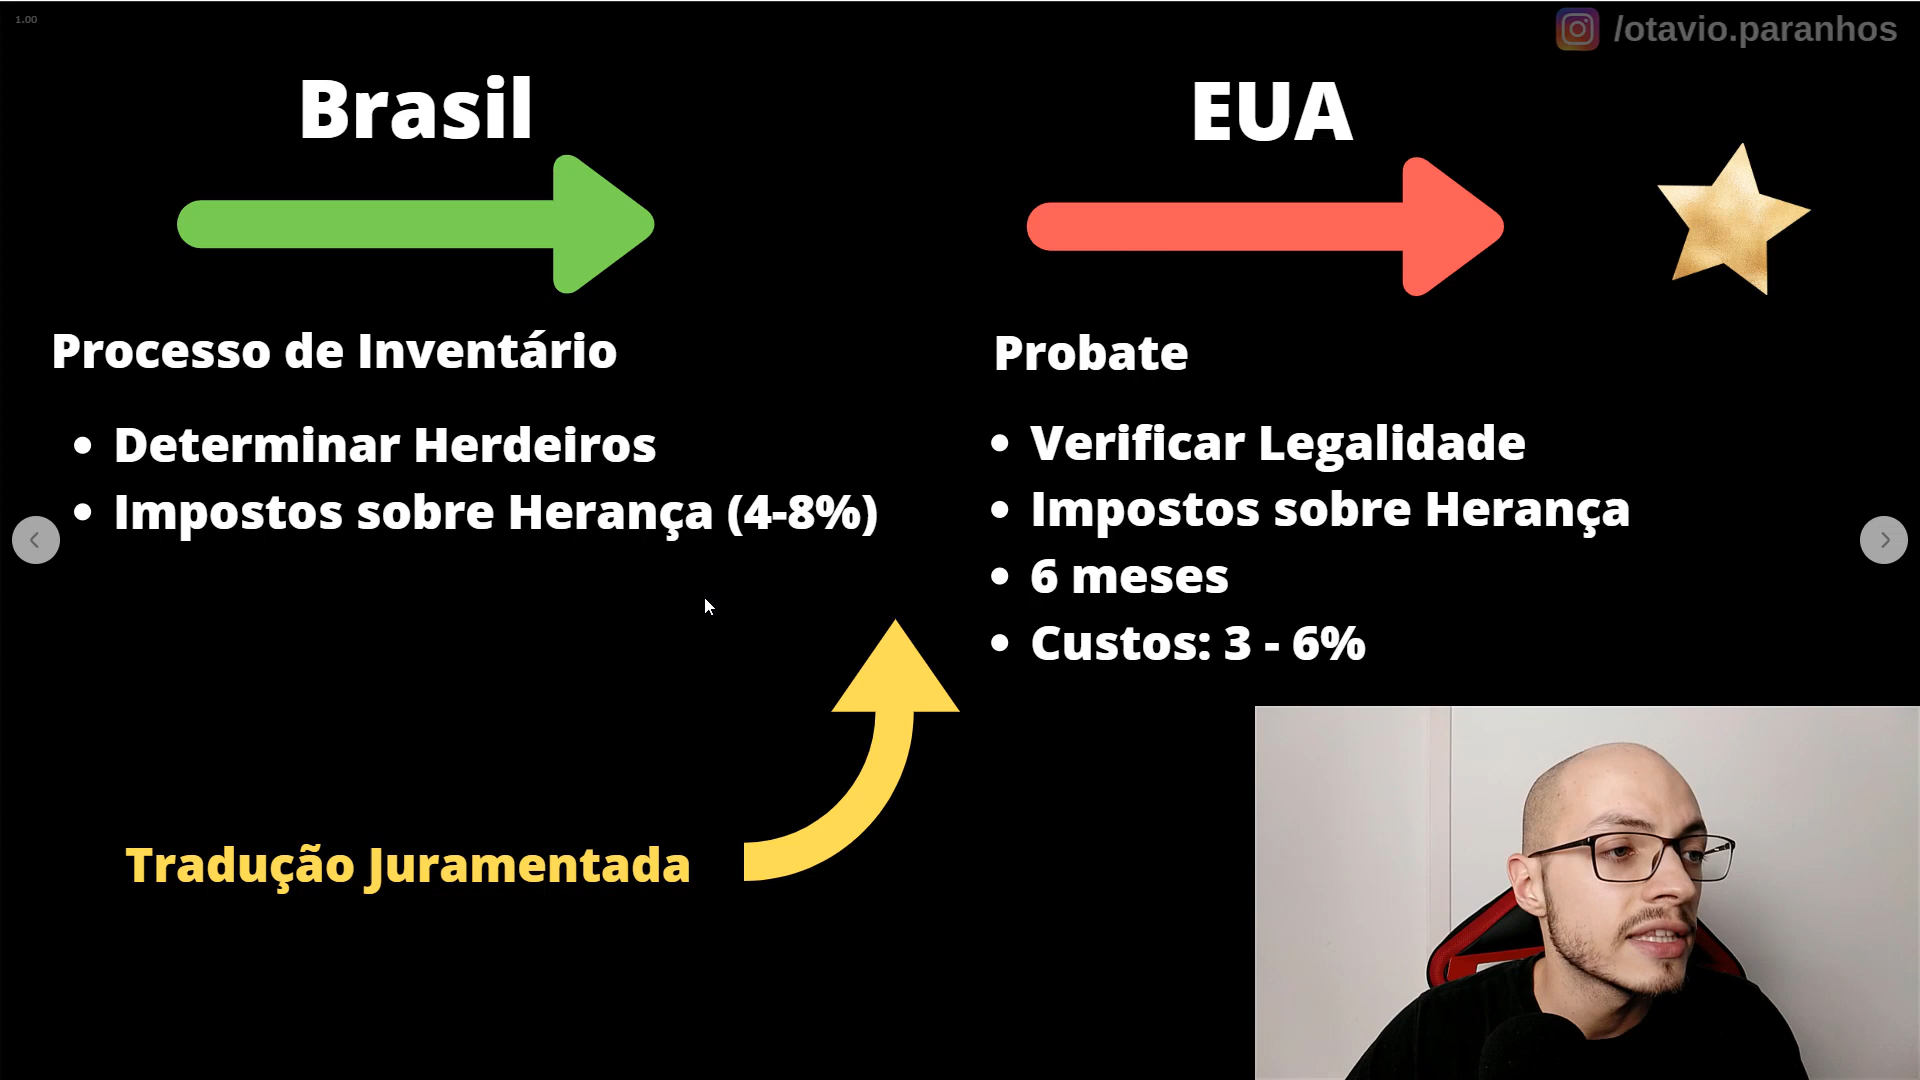 1.00
/otavio.paranhos
Brasil
Processo de Inventário
• Determinar Herdeiros
• Impostos sobre Herança (4-8%)
Tradução Juramentada
EUA
Probate
• Verificar Legalidade
• Impostos sobre Herança
• 6 meses
• Custos: 3 - 6%